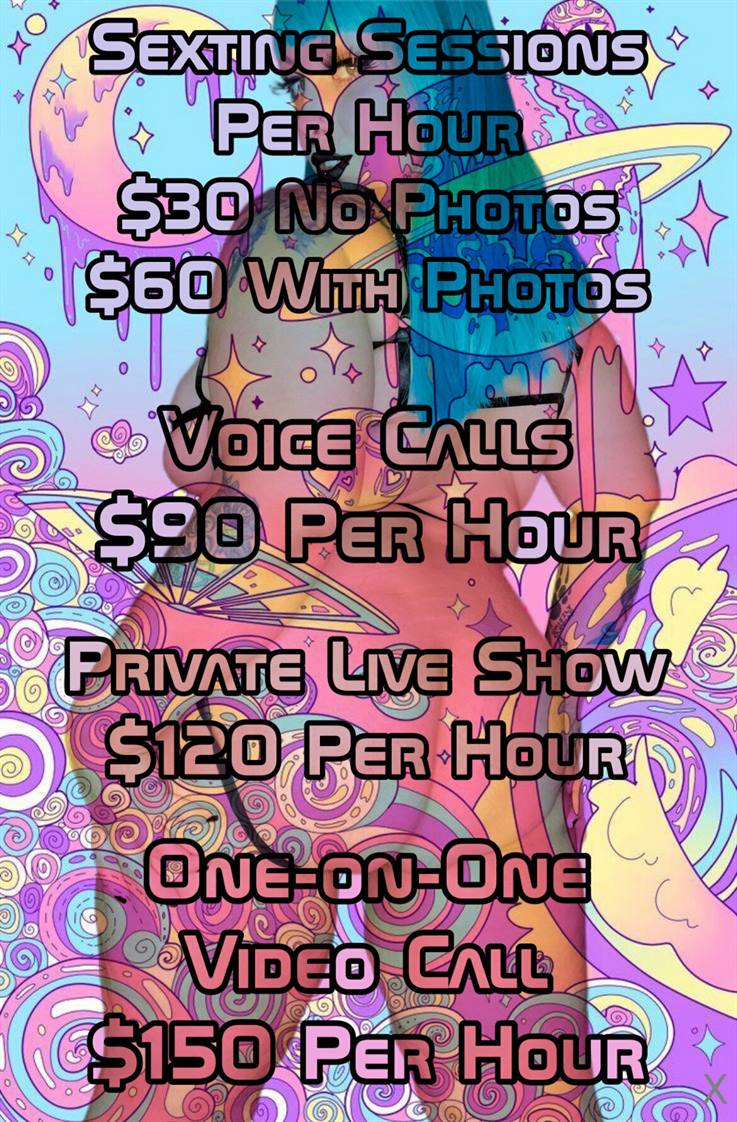 Sexting Sessions
Per Hour
$30 No Photos
$60 With Photos
Voice Calls
$90 Per Hour
Private Live Show
$120 Per Hour
One-on-One
Video Call
$150 Per Hour
X